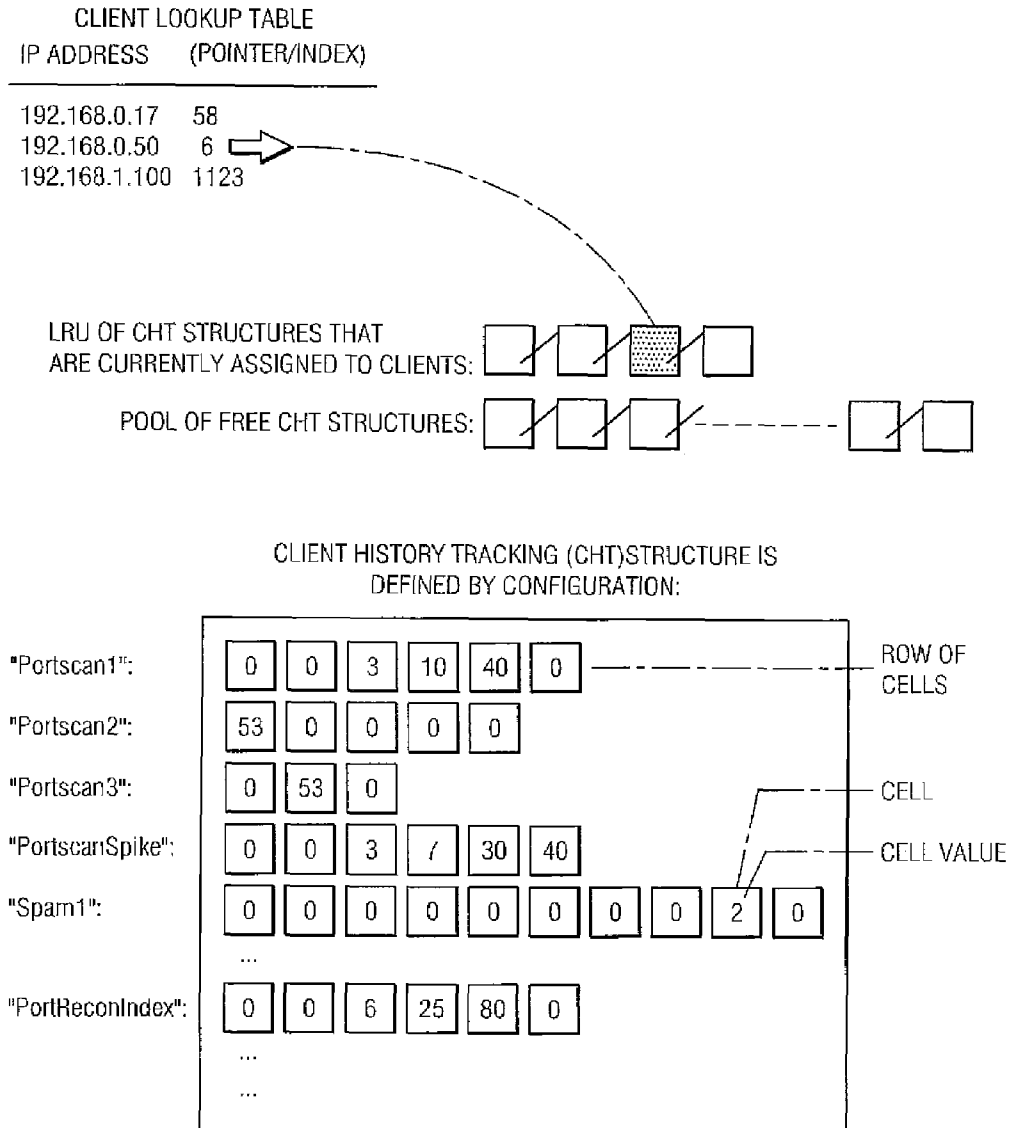 CLIENT LOOKUP TABLE
IP ADDRESS (POINTER/INDEX)
192.168.0.17 58
192.168.0.50 6
192.168.1.100 1123
LRU OF CHT STRUCTURES THAT
ARE CURRENTLY ASSIGNED TO CLIENTS:
POOL OF FREE CHT STRUCTURES:
CLIENT HISTORY TRACKING (CHT)STRUCTURE IS
DEFINED BY CONFIGURATION:
"Portscan1": 0 0 3 10 40 0 ROW OF
CELLS
"Portscan2": 53 0 0 0 0
"Portscan3": 0 53 0 CELL
"PortscanSpike": 0 0 3 7 30 40 CELL VALUE
"Spam1": 0 0 0 0 0 0 0 0 2 0
...
"PortReconIndex": 0 0 6 25 80 0
...
...